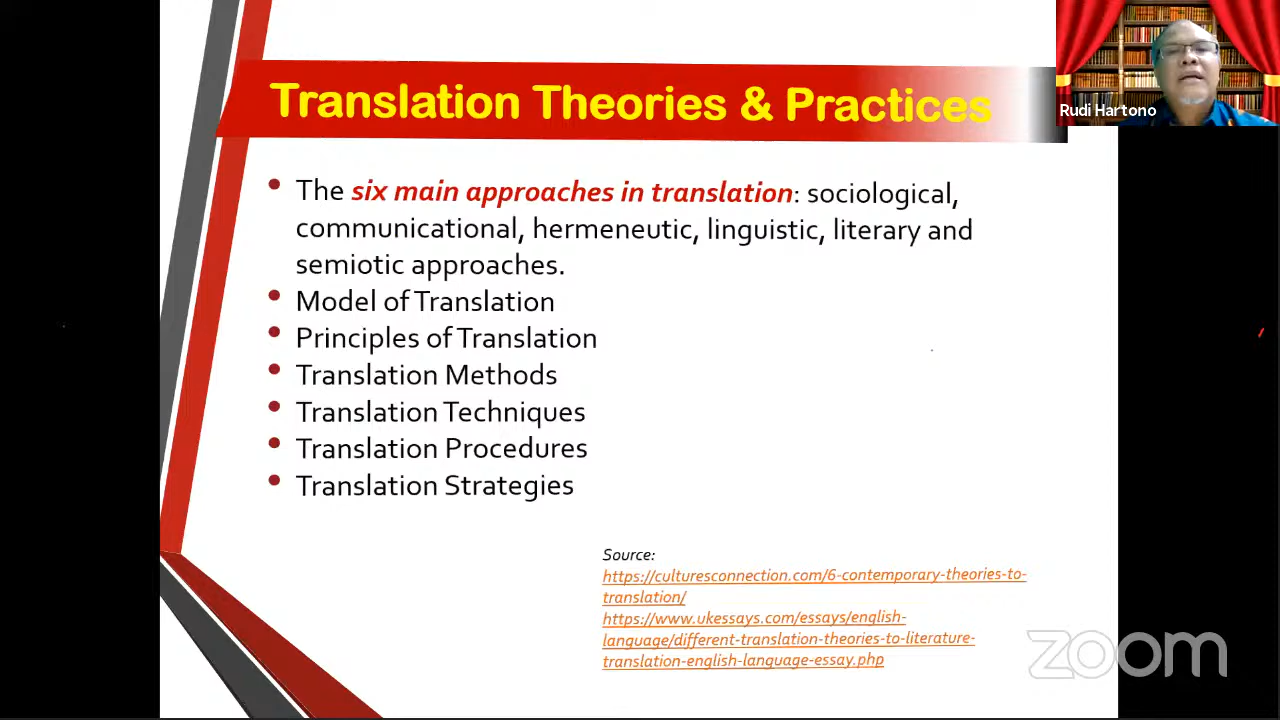 Translation Theories & Practices
Rudi Hartono
• The six main approaches in translation: sociological,
communicational, hermeneutic, linguistic, literary and
semiotic approaches.
• Model of Translation
• Principles of Translation
• Translation Methods
• Translation Techniques
• Translation Procedures
• Translation Strategies
Source:
https://culturesconnection.com/6-contemporary-theories-to-
translation/
https://www.ukessays.com/essays/english-
language/different-translation-theories-to-literature-
translation-english-language-essay.php
zoom